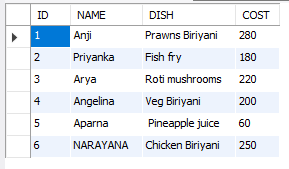 ID NAME DISH COST
1 Anji Prawns Biriyani 280
2 Priyanka Fish fry 180
3 Arya Roti mushrooms 220
4 Angelina Veg Biriyani 200
5 Aparna Pineapple juice 60
6 NARAYANA Chicken Biriyani 250